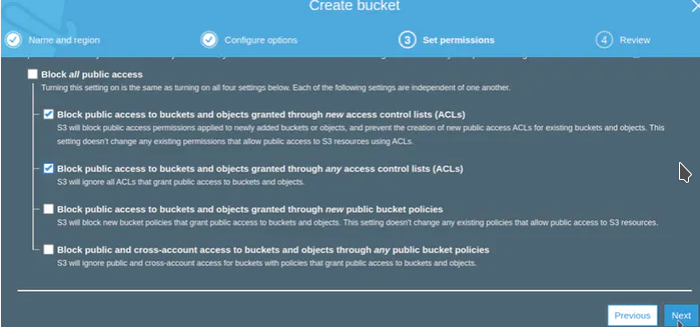 Create bucket
Name and region
Configure options
3 Set permissions
4 Review
Block all public access
Turning this setting on is the same as turning on all four settings below. Each of the following settings are independent of one another.
Block public access to buckets and objects granted through new access control lists (ACLs)
S3 will block public access permissions applied to newly added buckets or objects, and prevent the creation of new public access ACLs for existing buckets and objects. This
setting doesn't change any existing permissions that allow public access to S3 resources using ACLs.
Block public access to buckets and objects granted through any access control lists (ACLs)
S3 will ignore all ACLs that grant public access to buckets and objects.
Block public access to buckets and objects granted through new public bucket policies
S3 will block new bucket policies that grant public access to buckets and objects. This setting doesn't change any existing policies that allow public access to S3 resources.
Block public and cross-account access to buckets and objects through any public bucket policies
S3 will ignore public and cross-account access for buckets with policies that grant public access to buckets and objects.
Previous
Next